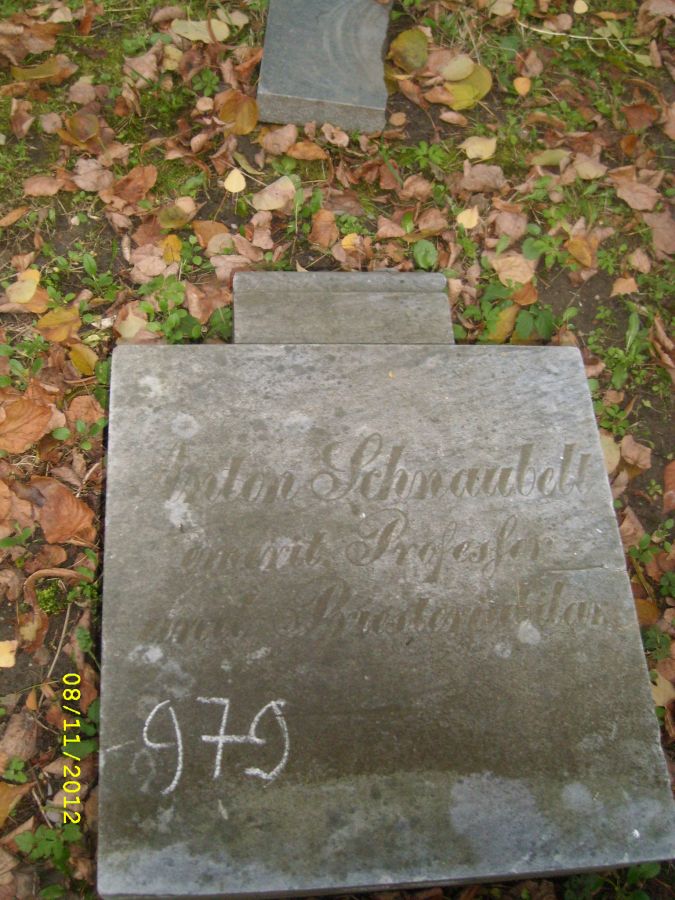 Anton Schnaubelt
emerit. Professor
und
979
08/11/2012